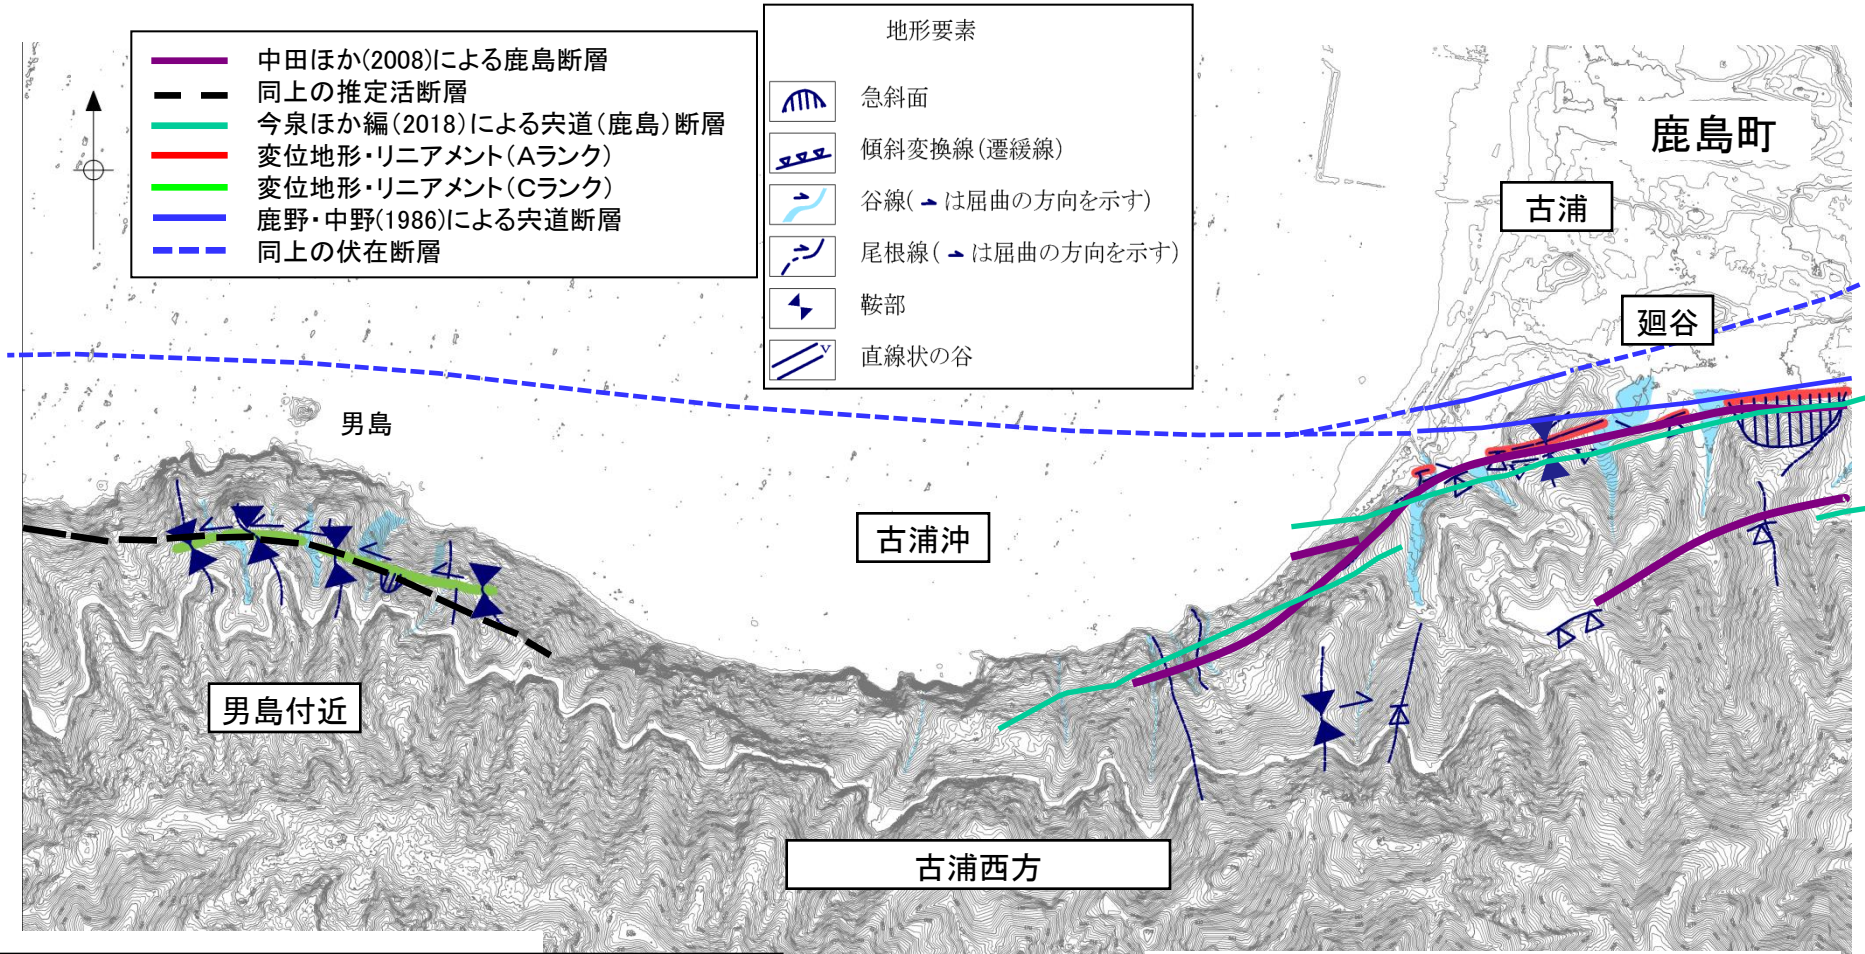 中田ほか(2008)による鹿島断層
同上の推定活断層
今泉ほか編(2018)による宍道(鹿島)断層
変位地形・リニアメント(Aランク)
変位地形・リニアメント(Cランク)
鹿野・中野(1986)による宍道断層
同上の伏在断層
地形要素
急斜面
傾斜変換線(遷緩線)
谷線( は屈曲の方向を示す)
尾根線( は屈曲の方向を示す)
鞍部
V
直線状の谷
鹿島町
古浦
廻谷
男島
古浦沖
男島付近
古浦西方